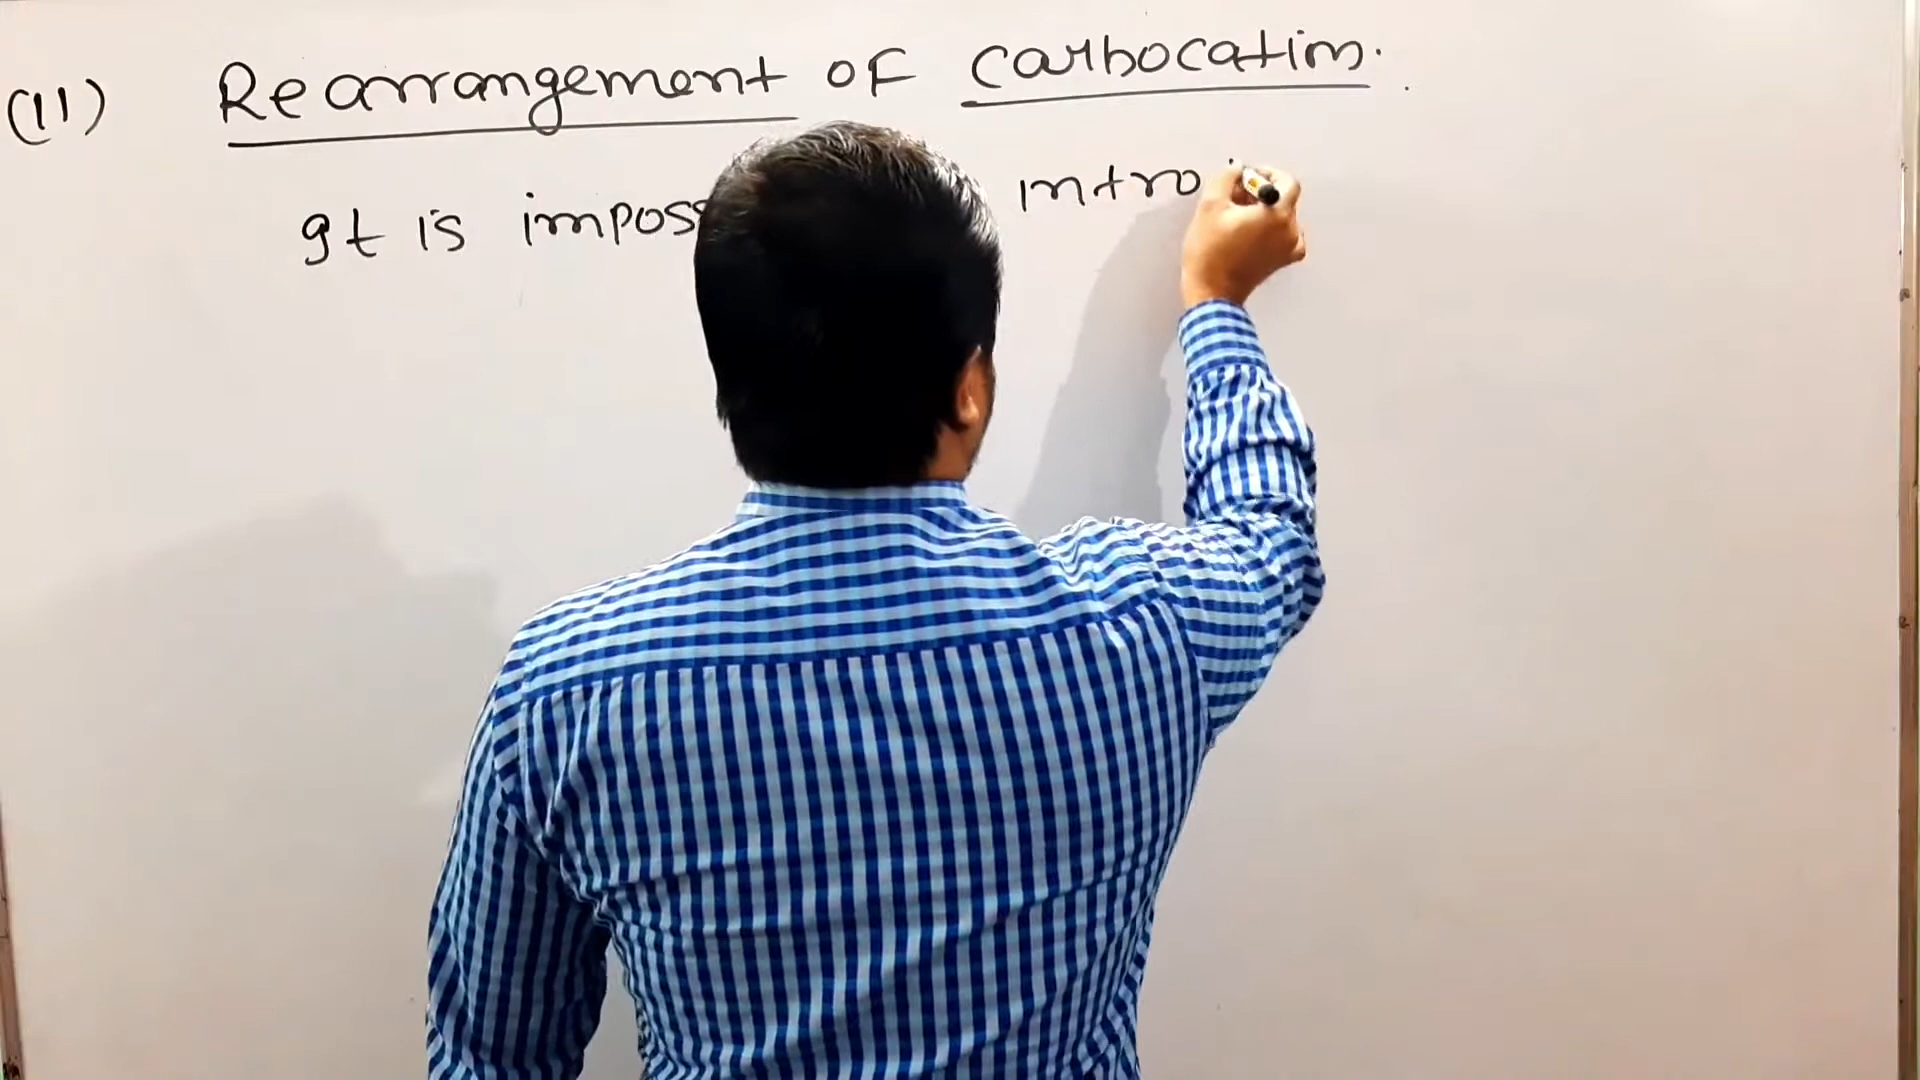 (11) Rearrangement of carbocation.
It is imposs intro